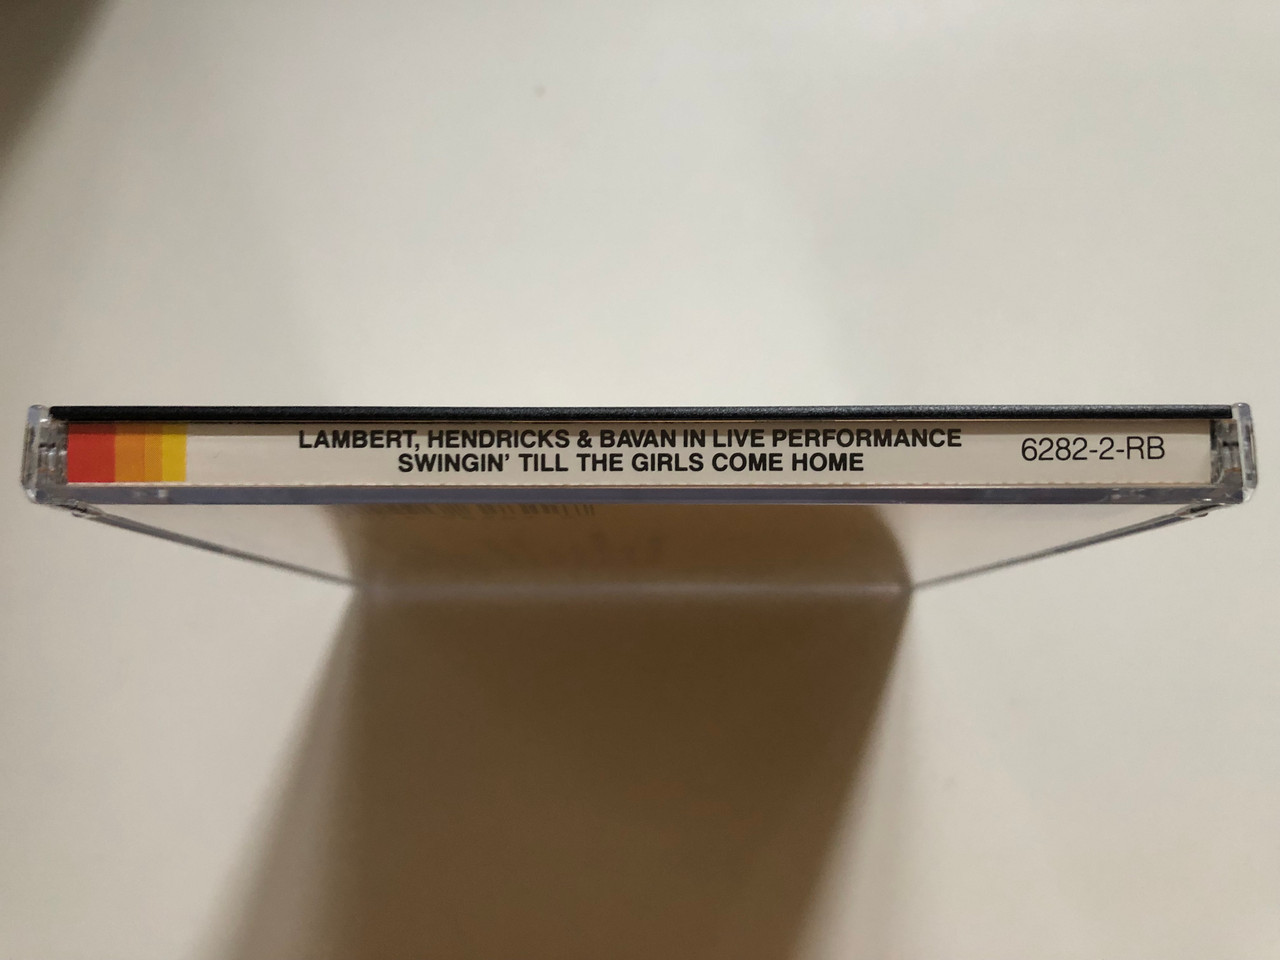 LAMBERT, HENDRICKS & BAVAN IN LIVE PERFORMANCE
SWINGIN' TILL THE GIRLS COME HOME
6282-2-RB